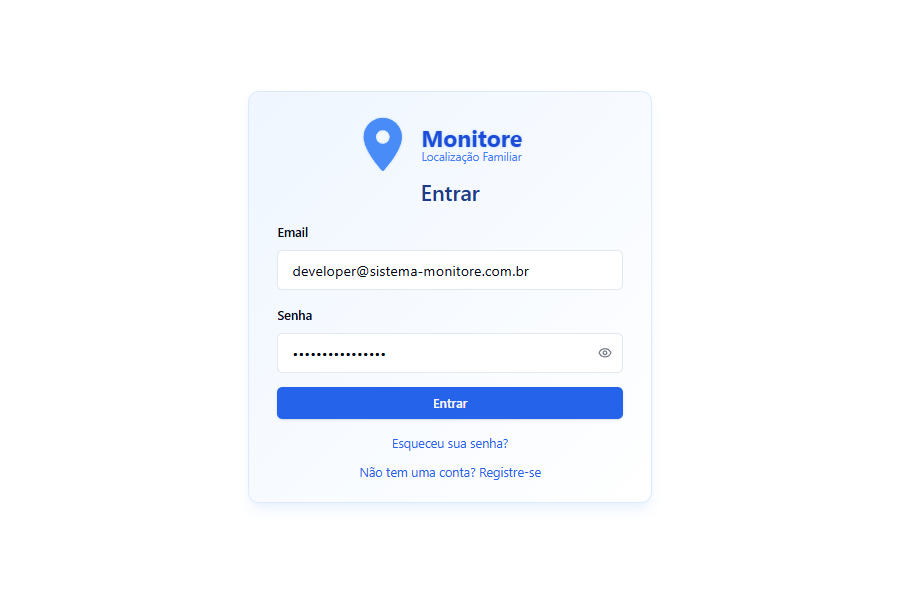 Monitore
Localização Familiar
Entrar
Email
developer@sistema-monitore.com.br
Senha
••••••••••••••••
Entrar
Esqueceu sua senha?
Não tem uma conta? Registre-se